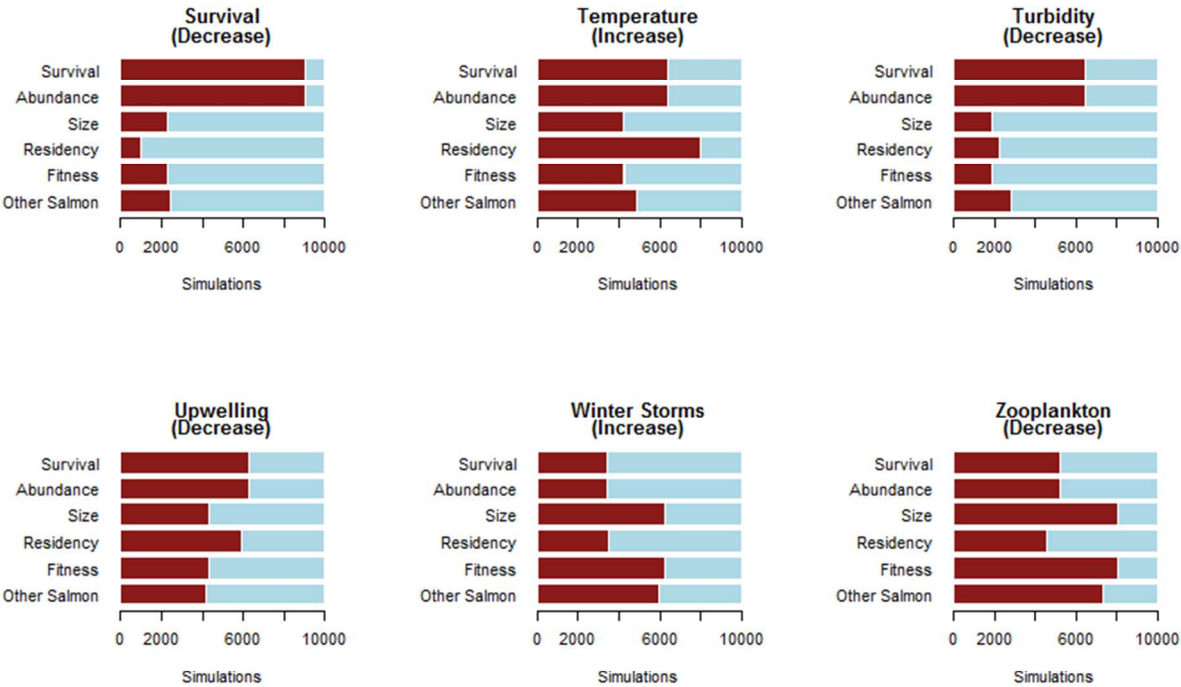 Survival
(Decrease)
Survival
Abundance
Size
Residency
Fitness
Other Salmon
0 2000 6000 10000
Simulations
Temperature
(Increase)
Survival
Abundance
Size
Residency
Fitness
Other Salmon
0 2000 6000 10000
Simulations
Turbidity
(Decrease)
Survival
Abundance
Size
Residency
Fitness
Other Salmon
0 2000 6000 10000
Simulations
Upwelling
(Decrease)
Survival
Abundance
Size
Residency
Fitness
Other Salmon
0 2000 6000 10000
Simulations
Winter Storms
(Increase)
Survival
Abundance
Size
Residency
Fitness
Other Salmon
0 2000 6000 10000
Simulations
Zooplankton
(Decrease)
Survival
Abundance
Size
Residency
Fitness
Other Salmon
0 2000 6000 10000
Simulations